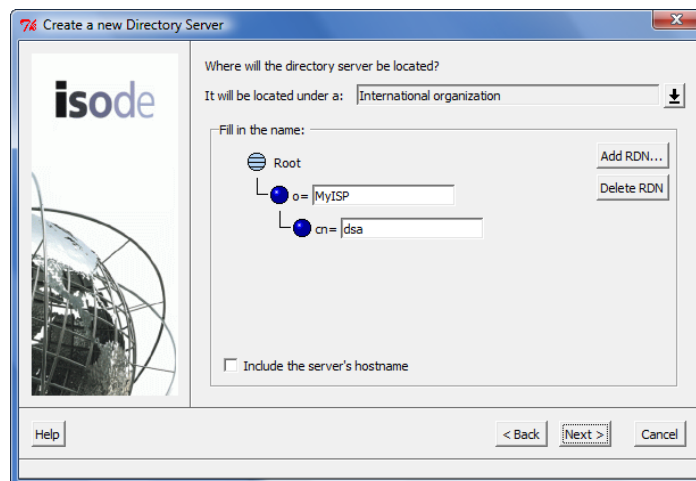 Create a new Directory Server
isode
Where will the directory server be located?
It will be located under a: International organization
Fill in the name:
Root
Add RDN...
o= MyISP
Delete RDN
cn= dsa
Include the server's hostname
Help
< Back
Next >
Cancel